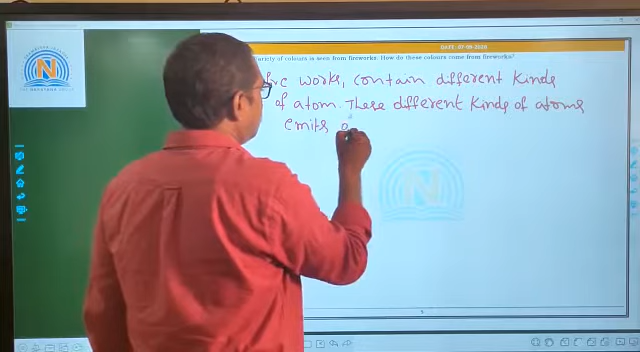 DATE: 07-09-2020
Variety of colours is seen from fireworks. How do these colours come from fireworks?
works, contain different kinds
of atom. These different kinds of atoms
emits
N
N
5